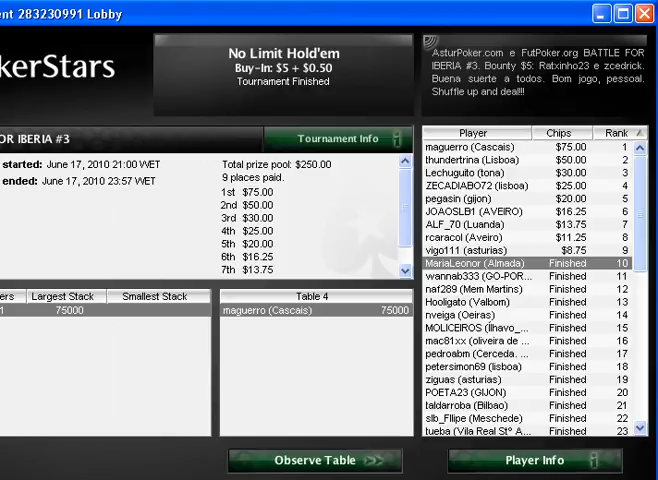 ent 283230991 Lobby
kerStars
No Limit Hold'em
Buy-In: $5 + $0.50
Tournament Finished
AsturPoker.com e FutPoker.org BATTLE FOR
IBERIA #3. Bounty $5: Ratxinho23 e zcedrick.
Buena suerte a todos. Bom jogo, pessoal.
Shuffle up and deal!!!
OR IBERIA #3
Tournament Info
started: June 17, 2010 21:00 WET
ended: June 17, 2010 23:57 WET
Total prize pool: $250.00
9 places paid.
1st $75.00
2nd $50.00
3rd $30.00
4th $25.00
5th $20.00
6th $16.25
7th $13.75
Player Chips Rank
maguerro (Cascais) $75.00 1
thundertrina (Lisboa) $50.00 2
Lechuguito (tona) $30.00 3
ZECADIABO72 (lisboa) $25.00 4
pegasin (gijon) $20.00 5
JOAOSLB1 (AVEIRO) $16.25 6
ALF_70 (Luanda) $13.75 7
rcaracol (Aveiro) $11.25 8
vigo111 (asturias) $8.75 9
MariaLeonor (Almada) Finished 10
wannab333 (GO-POR... Finished 11
naf289 (Mem Martins) Finished 12
Hooligato (Valbom) Finished 13
nveiga (Oeiras) Finished 14
MOLICEIROS (Ílhavo_... Finished 15
mac81xx (oliveira de ... Finished 16
pedroabm (Cerceda. ... Finished 17
petersimon69 (lisboa) Finished 18
ziguas (asturias) Finished 19
POETA23 (GIJON) Finished 20
taldarroba (Bilbao) Finished 21
slb_FIlipe (Meschede) Finished 22
tueba (Vila Real Stº A... Finished 23
ers Largest Stack Smallest Stack
1 75000
Table 4
maguerro (Cascais) 75000
Observe Table >>>
Player Info